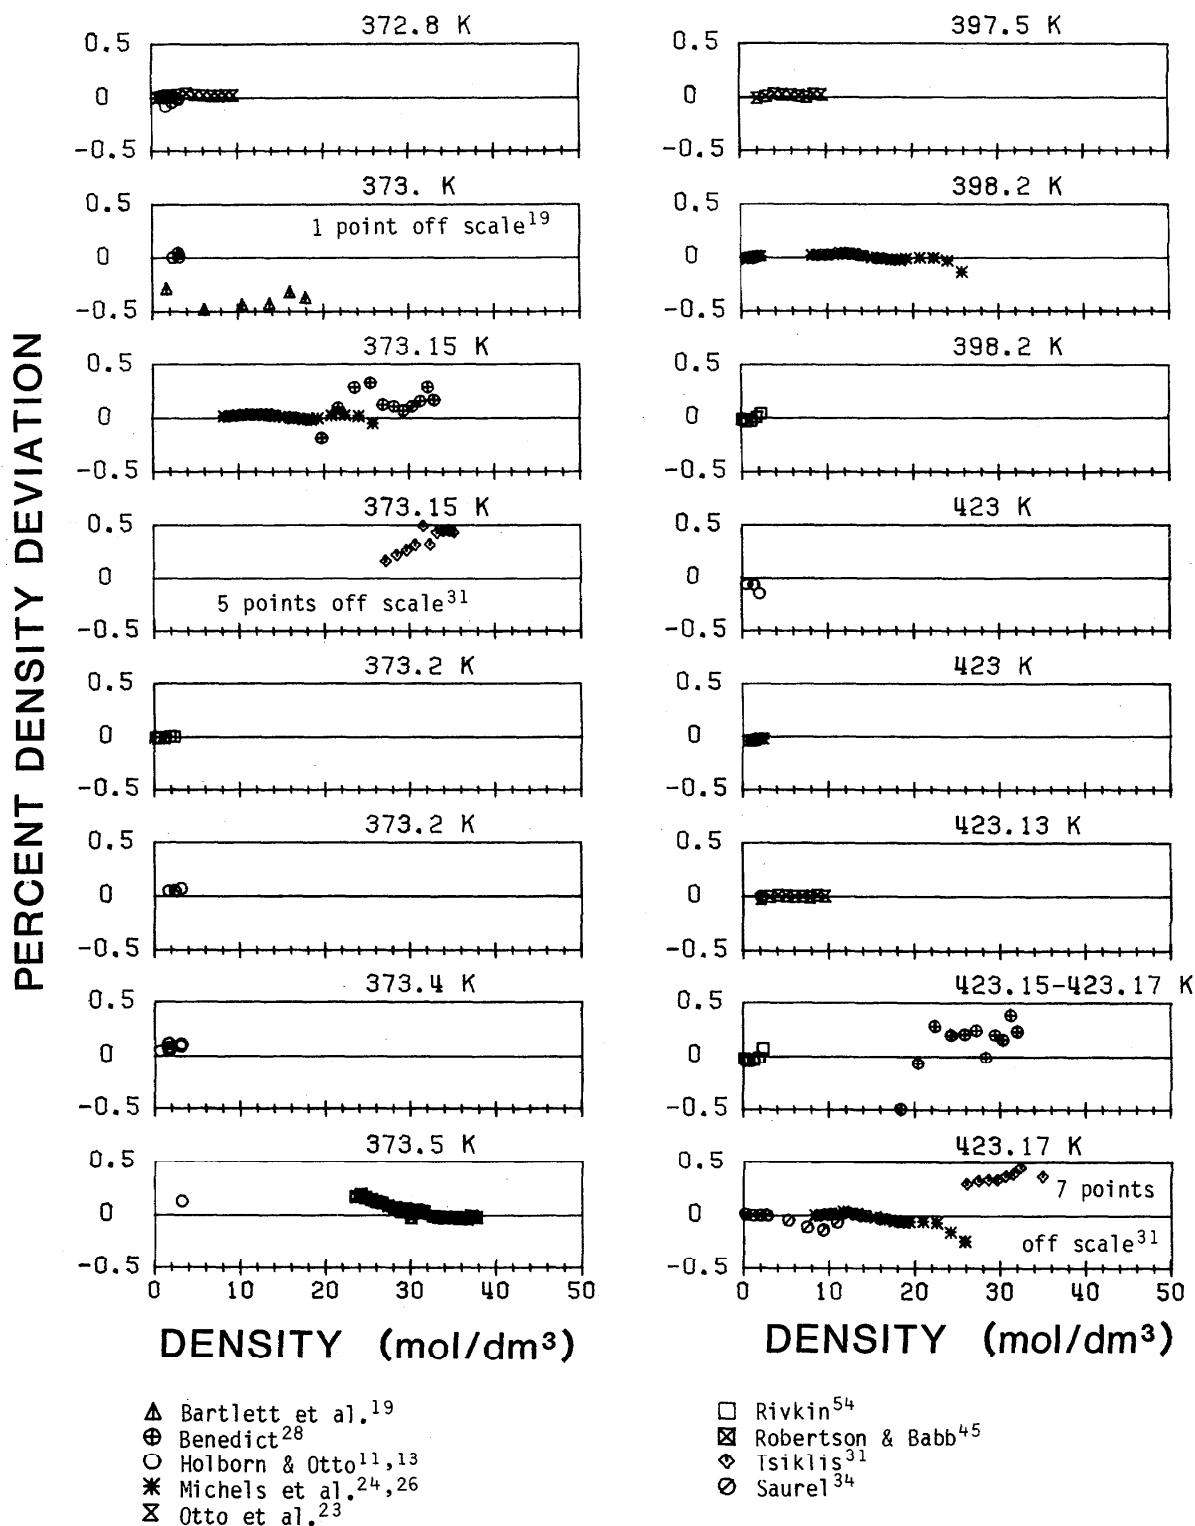 PERCENT DENSITY DEVIATION
372.8 K
0.5
0
-0.5
373. K
0.5
1 point off scale19
0
-0.5
373.15 K
0.5
0
-0.5
373.15 K
0.5
0
5 points off scale31
-0.5
373.2 K
0.5
0
-0.5
373.2 K
0.5
0
-0.5
373.4 K
0.5
0
-0.5
373.5 K
0.5
0
-0.5
0 10 20 30 40 50
DENSITY (mol/dm3)
397.5 K
0.5
0
-0.5
398.2 K
0.5
0
-0.5
398.2 K
0.5
0
-0.5
423 K
0.5
0
-0.5
423 K
0.5
0
-0.5
423.13 K
0.5
0
-0.5
423.15-423.17 K
0.5
0
-0.5
423.17 K
0.5
7 points
0
off scale31
-0.5
0 10 20 30 40 50
DENSITY (mol/dm3)
Bartlett et al.19
Benedict28
Holborn & Otto11,13
Michels et al.24,26
Otto et al.23
Rivkin54
Robertson & Babb45
Tsiklis31
Saurel34